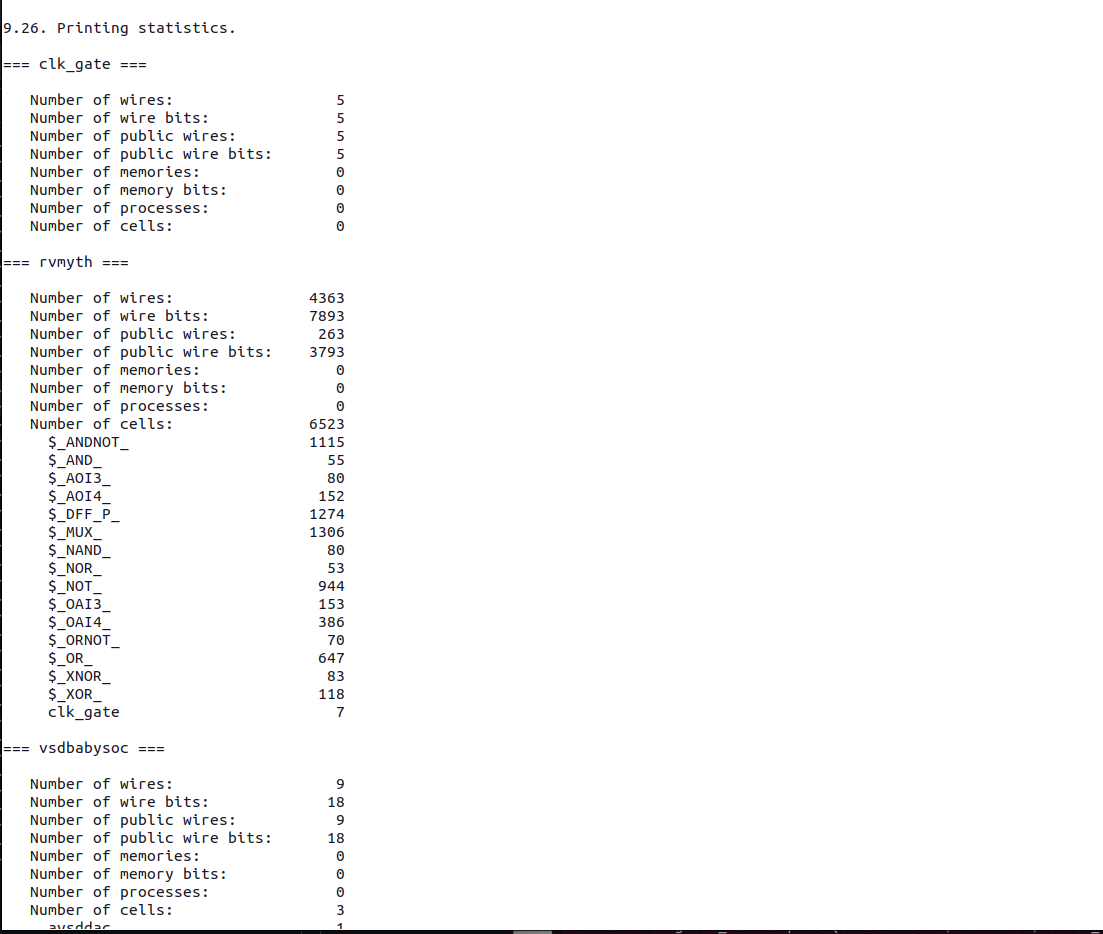 9.26. Printing statistics.
=== clk_gate ===
Number of wires: 5
Number of wire bits: 5
Number of public wires: 5
Number of public wire bits: 5
Number of memories: 0
Number of memory bits: 0
Number of processes: 0
Number of cells: 0
=== rvmyth ===
Number of wires: 4363
Number of wire bits: 7893
Number of public wires: 263
Number of public wire bits: 3793
Number of memories: 0
Number of memory bits: 0
Number of processes: 0
Number of cells: 6523
$_ANDNOT_ 1115
$_AND_ 55
$_AOI3_ 80
$_AOI4_ 152
$_DFF_P_ 1274
$_MUX_ 1306
$_NAND_ 80
$_NOR_ 53
$_NOT_ 944
$_OAI3_ 153
$_OAI4_ 386
$_ORNOT_ 70
$_OR_ 647
$_XNOR_ 83
$_XOR_ 118
clk_gate 7
=== vsdbabysoc ===
Number of wires: 9
Number of wire bits: 18
Number of public wires: 9
Number of public wire bits: 18
Number of memories: 0
Number of memory bits: 0
Number of processes: 0
Number of cells: 3
avsddac 1